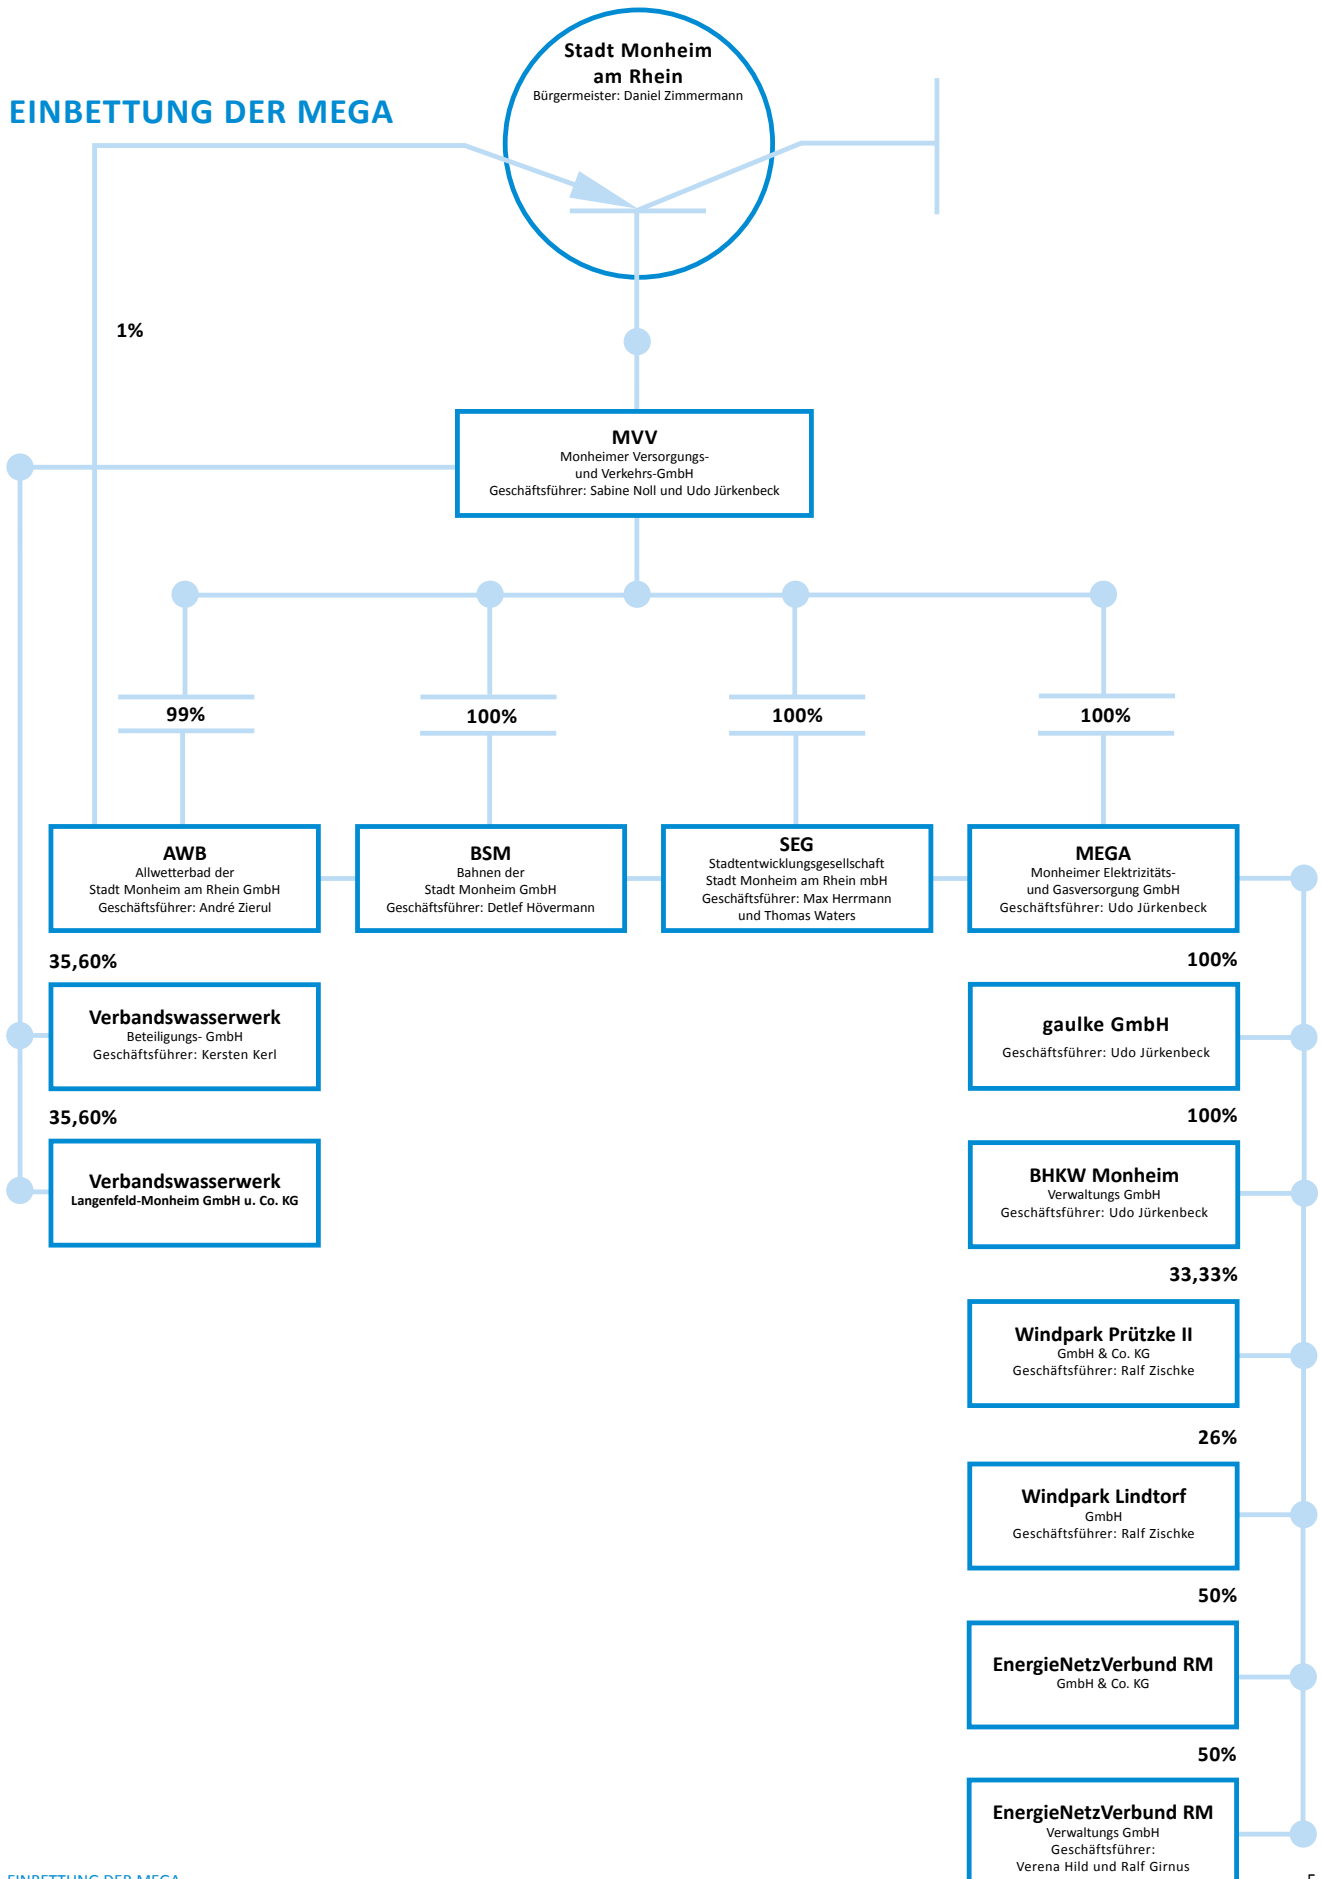 Stadt Monheim
am Rhein
Bürgermeister: Daniel Zimmermann
EINBETTUNG DER MEGA
1%
MVV
Monheimer Versorgungs-
und Verkehrs-GmbH
Geschäftsführer: Sabine Noll und Udo Jürkenbeck
99%
100%
100%
100%
AWB
Allwetterbad der
Stadt Monheim am Rhein GmbH
Geschäftsführer: André Zierul
BSM
Bahnen der
Stadt Monheim GmbH
Geschäftsführer: Detlef Hövermann
SEG
Stadtentwicklungsgesellschaft
Stadt Monheim am Rhein mbH
Geschäftsführer: Max Herrmann
und Thomas Waters
MEGA
Monheimer Elektrizitäts-
und Gasversorgung GmbH
Geschäftsführer: Udo Jürkenbeck
35,60%
Verbandswasserwerk
Beteiligungs- GmbH
Geschäftsführer: Kersten Kerl
35,60%
Verbandswasserwerk
Langenfeld-Monheim GmbH u. Co. KG
100%
gaulke GmbH
Geschäftsführer: Udo Jürkenbeck
100%
BHKW Monheim
Verwaltungs GmbH
Geschäftsführer: Udo Jürkenbeck
33,33%
Windpark Prützke II
GmbH & Co. KG
Geschäftsführer: Ralf Zischke
26%
Windpark Lindtorf
GmbH
Geschäftsführer: Ralf Zischke
50%
EnergieNetzVerbund RM
GmbH & Co. KG
50%
EnergieNetzVerbund RM
Verwaltungs GmbH
Geschäftsführer:
Verena Hild und Ralf Girnus
EINBETTUNG DER MEGA
5